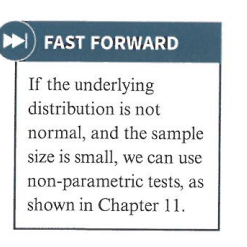 FAST FORWARD
If the underlying
distribution is not
normal, and the sample
size is small, we can use
non-parametric tests, as
shown in Chapter 11.